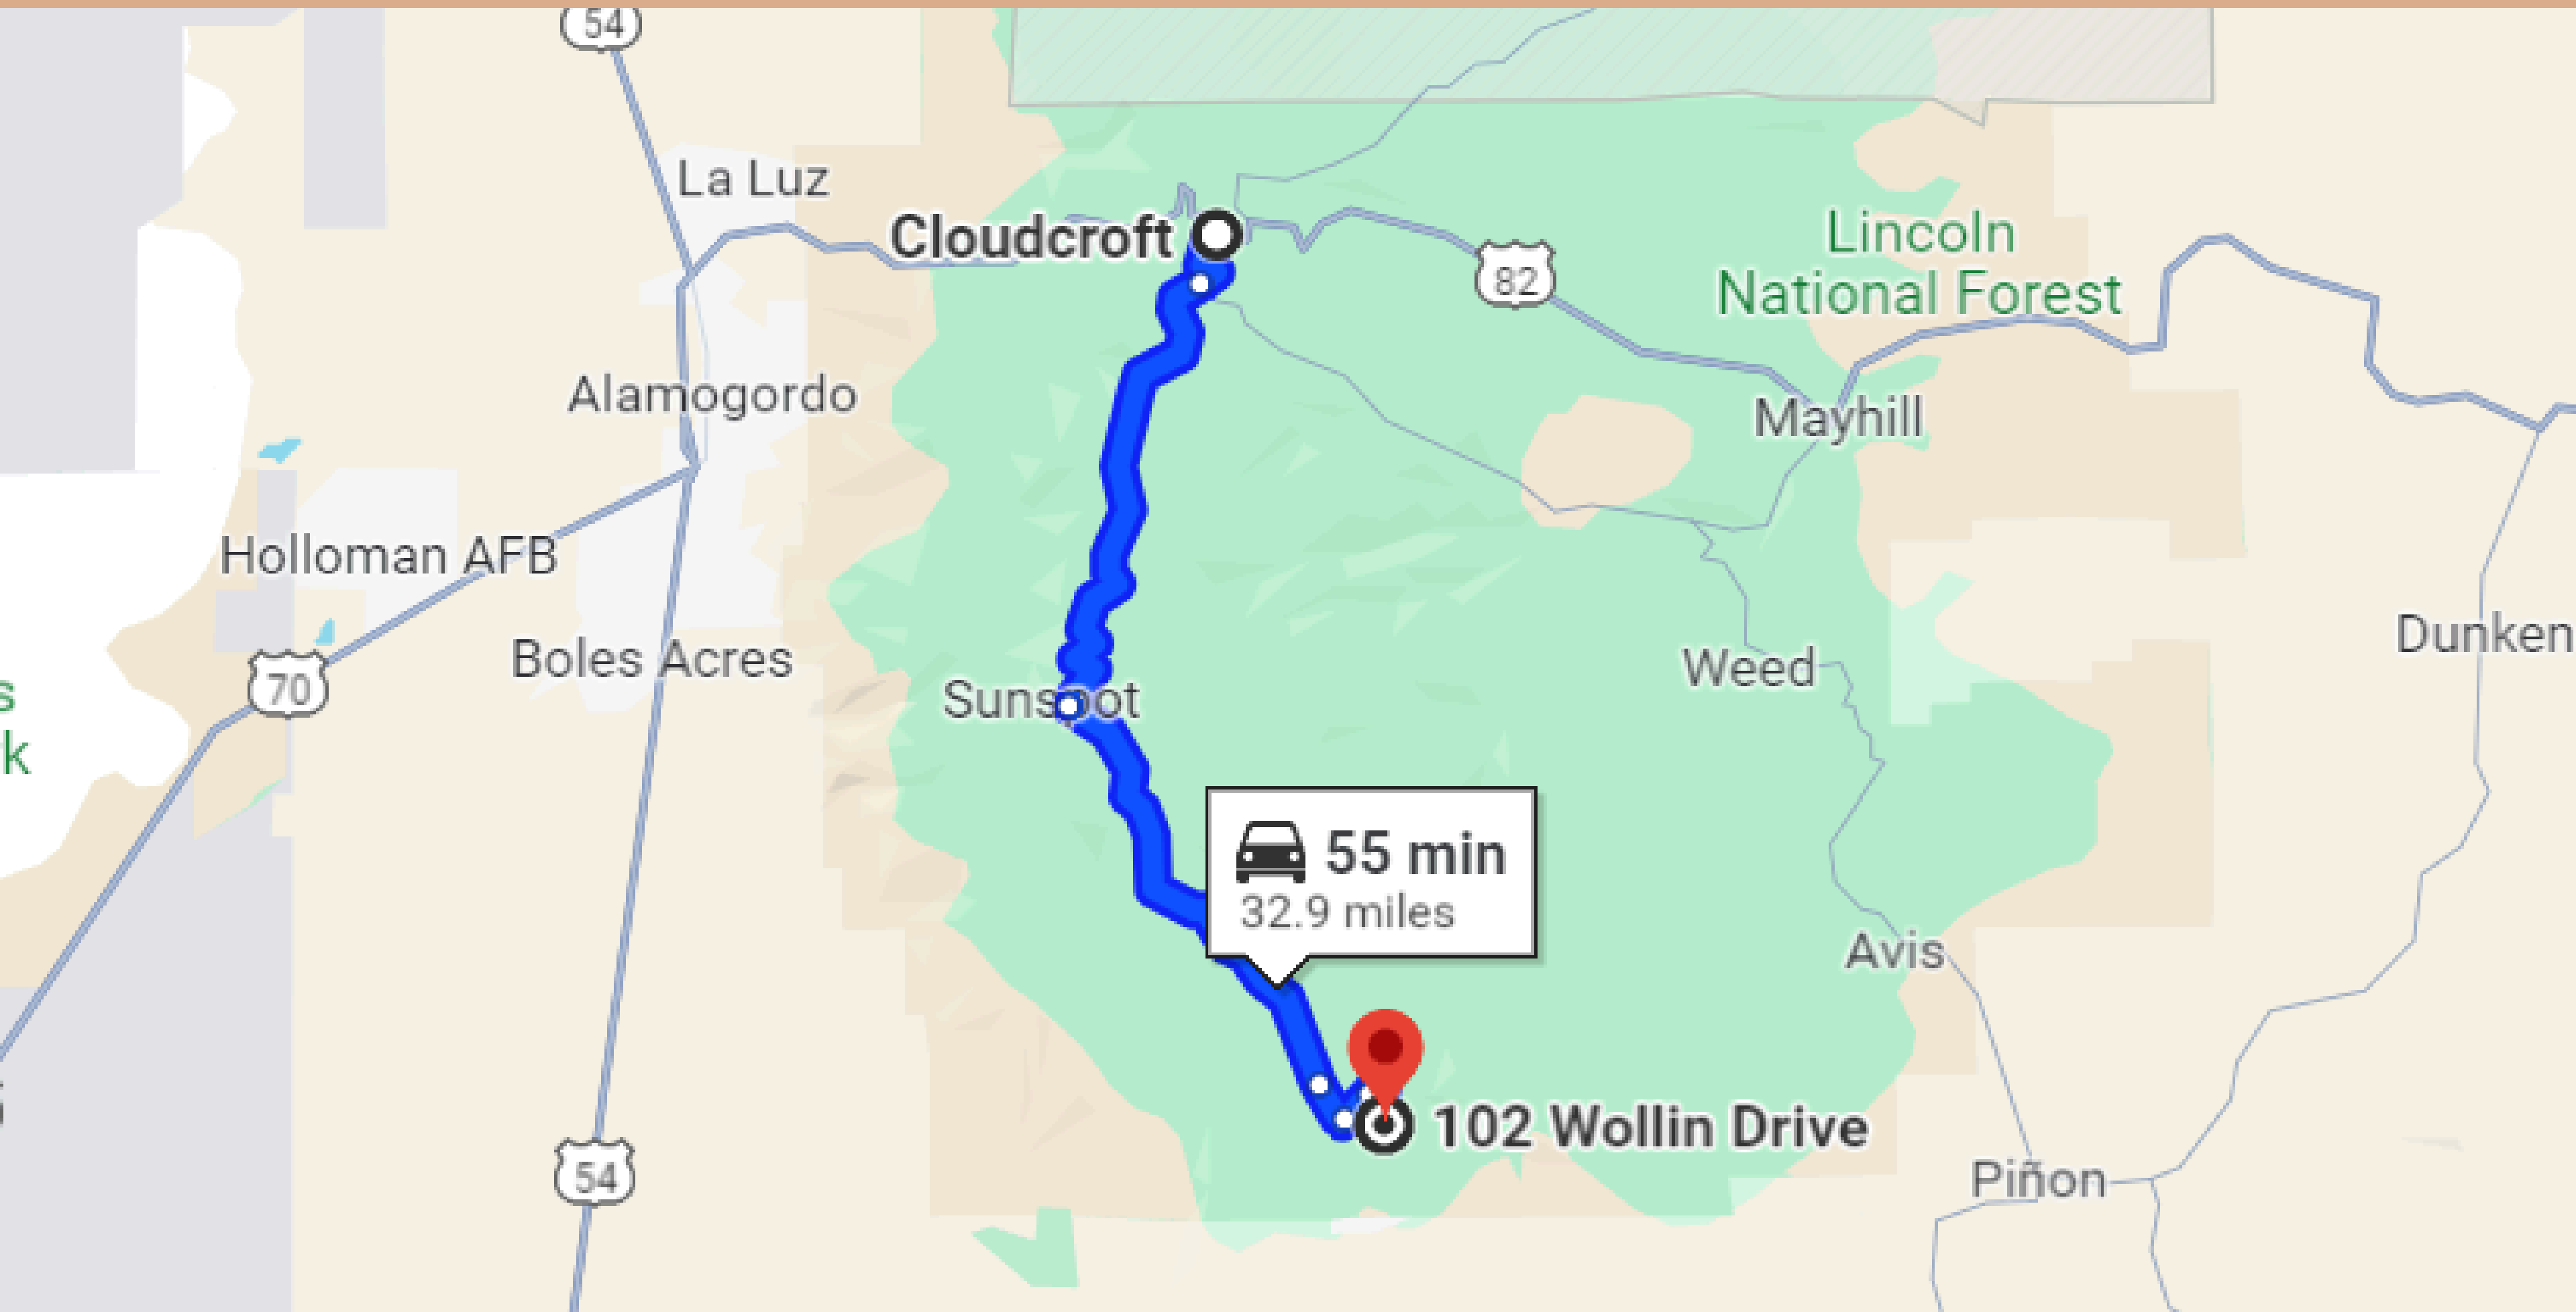 54
La Luz
Cloudcroft
82
Lincoln
National Forest
Alamogordo
Mayhill
Holloman AFB
Boles Acres
70
s
k
Sunspot
Weed
Dunken
55 min
32.9 miles
Avis
102 Wollin Drive
54
Piñon